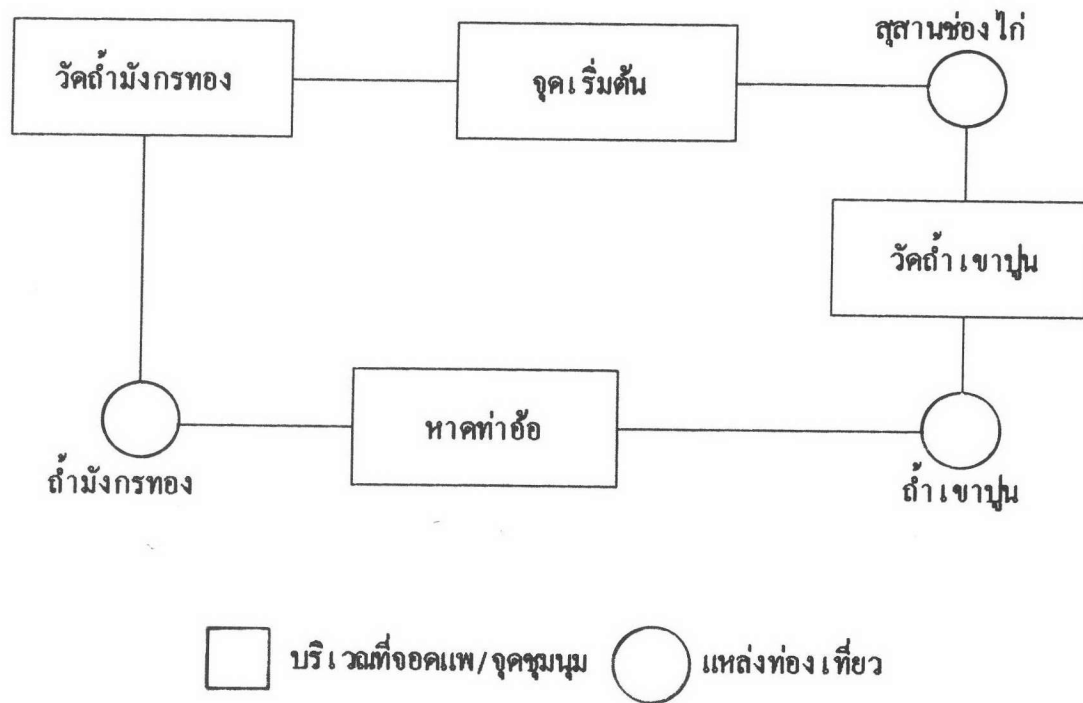 สุสานช่องไก่
วัดถ้ำมังกรทอง
จุดเริ่มต้น
วัดถ้ำเขาปูน
หาดท่าอ้อ
ถ้ำมังกรทอง
ถ้ำเขาปูน
บริเวณที่จอดแพ/จุดชุมนุม
แหล่งท่องเที่ยว